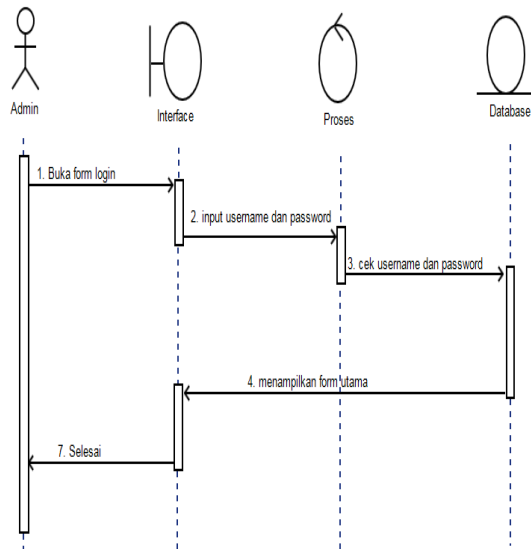 Admin
Interface
Proses
Database
1. Buka form login
2. input username dan password
3. cek username dan password
4. menampilkan form utama
7. Selesai